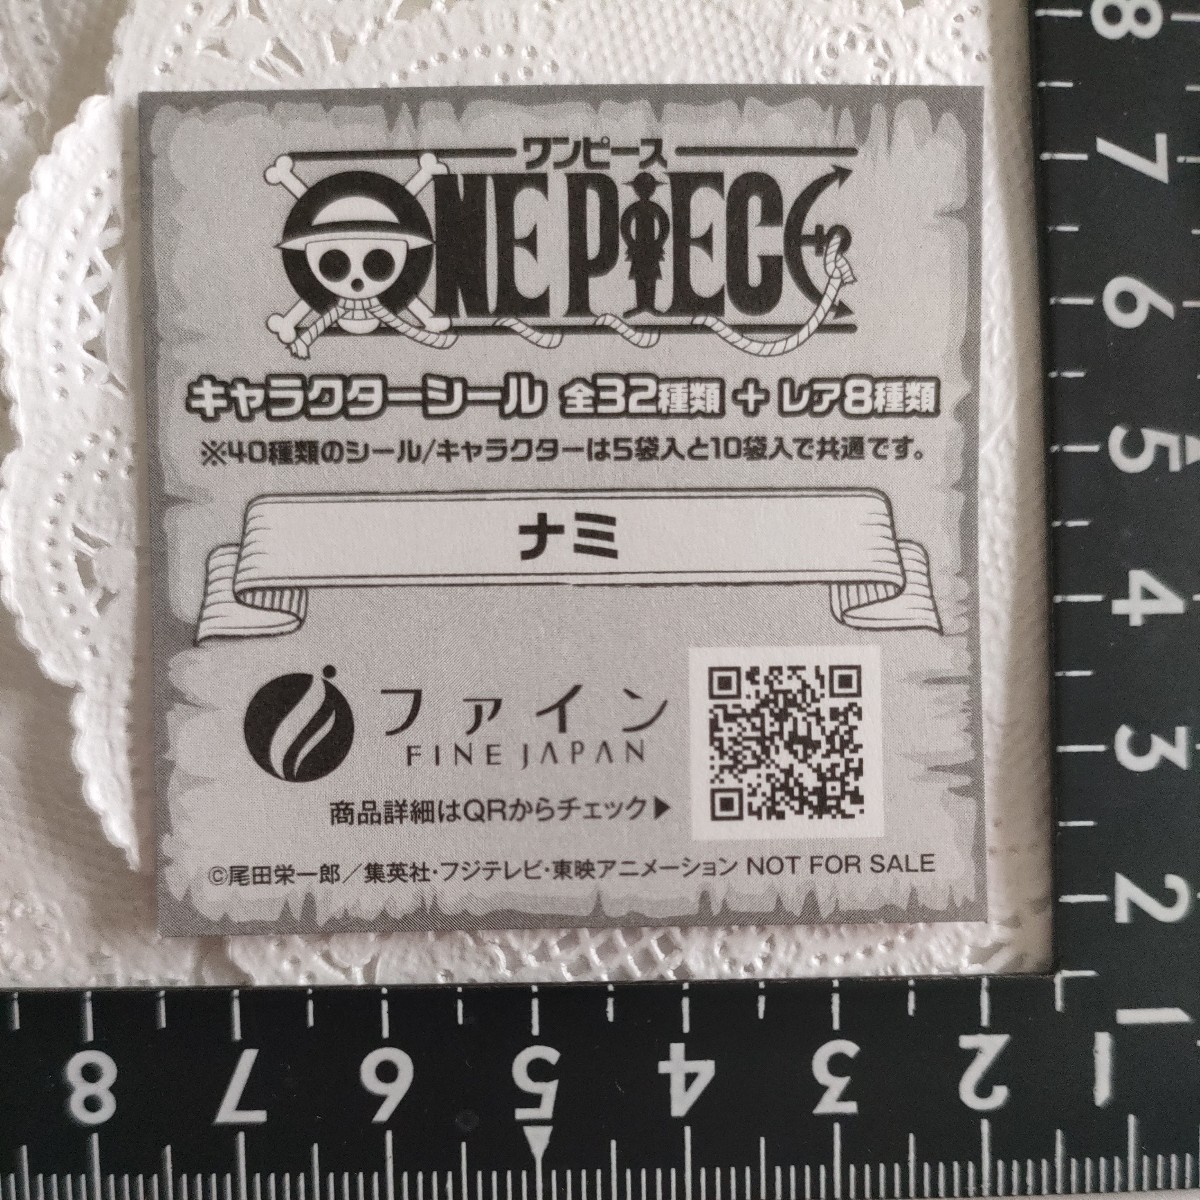 ワンピース
ONE PIECE
キャラクターシール 全32種類 + レア8種類
※40種類のシール/キャラクターは5袋入と10袋入で共通です。
ナミ
ファイン
FINE JAPAN
商品詳細はQRからチェック▶
©尾田栄一郎／集英社・フジテレビ・東映アニメーション NOT FOR SALE
8
7
6
5
4
3
2
1
8 7 6 5 4 3 2 1